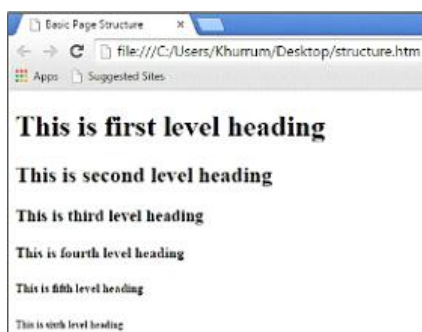 Basic Page Structure
file:///C:/Users/Khurrum/Desktop/structure.htm
Apps Suggested Sites
This is first level heading
This is second level heading
This is third level heading
This is fourth level heading
This is fifth level heading
This is sixth level heading